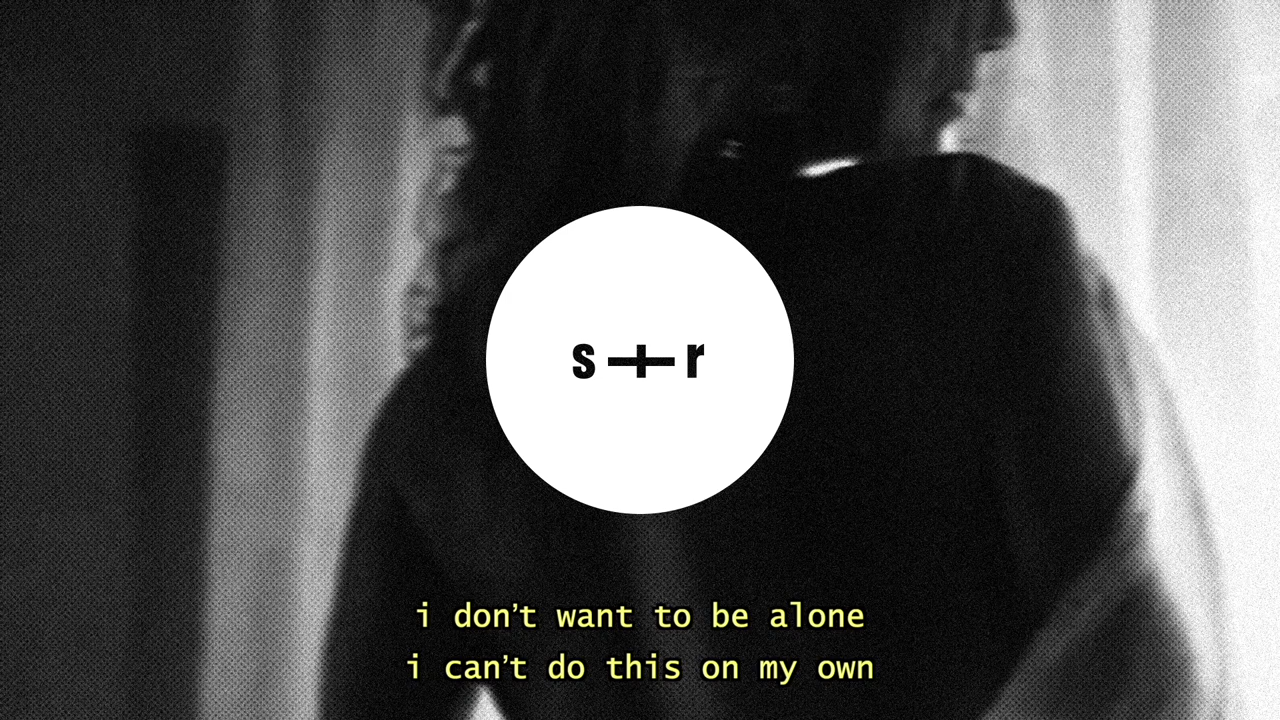 s+r
i don’t want to be alone
i can’t do this on my own